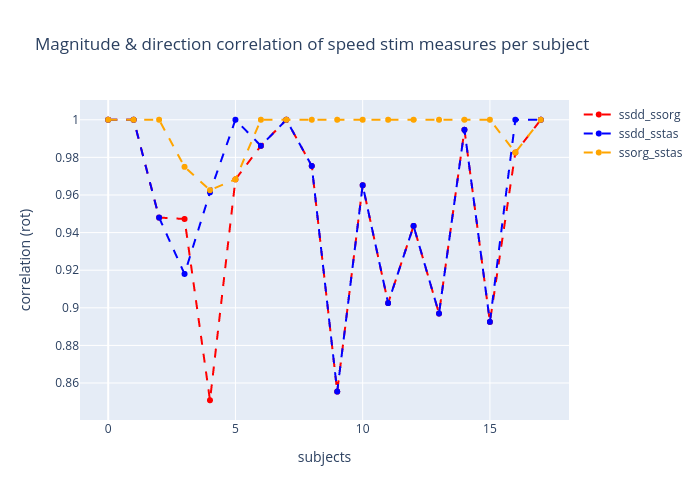 Magnitude & direction correlation of speed stim measures per subject
ssdd_ssorg
ssdd_sstas
ssorg_sstas
1
0.98
0.96
0.94
0.92
0.9
0.88
0.86
correlation (rot)
0 5 10 15
subjects